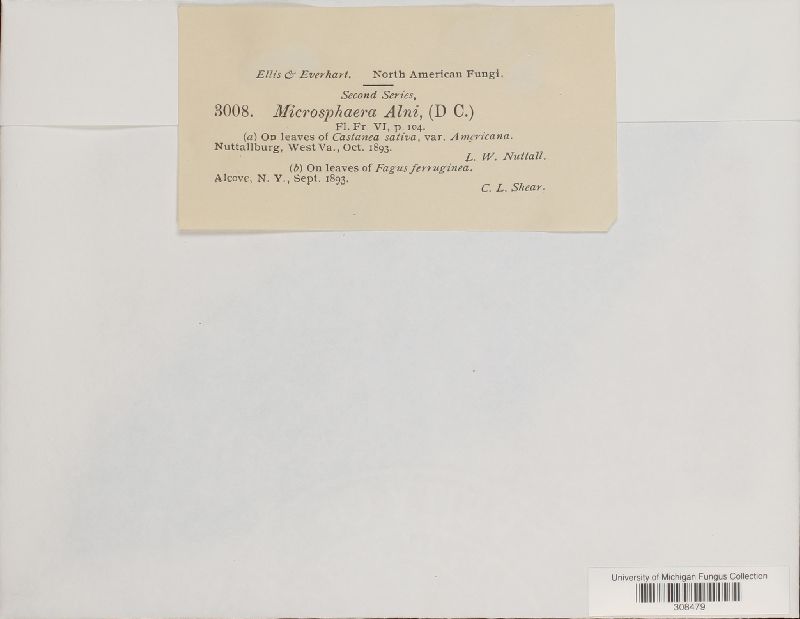 Ellis & Everhart. North American Fungi.
Second Series,
3008. Microsphaera Alni, (D C.)
Fl. Fr VI, p. 104.
(a) On leaves of Castanea sativa, var. Americana.
Nuttallburg, West Va., Oct. 1893.
L. W. Nuttall.
(b) On leaves of Fagus ferruginea.
Alcove, N. Y., Sept. 1893.
C. L. Shear.
University of Michigan Fungus Collection
308479